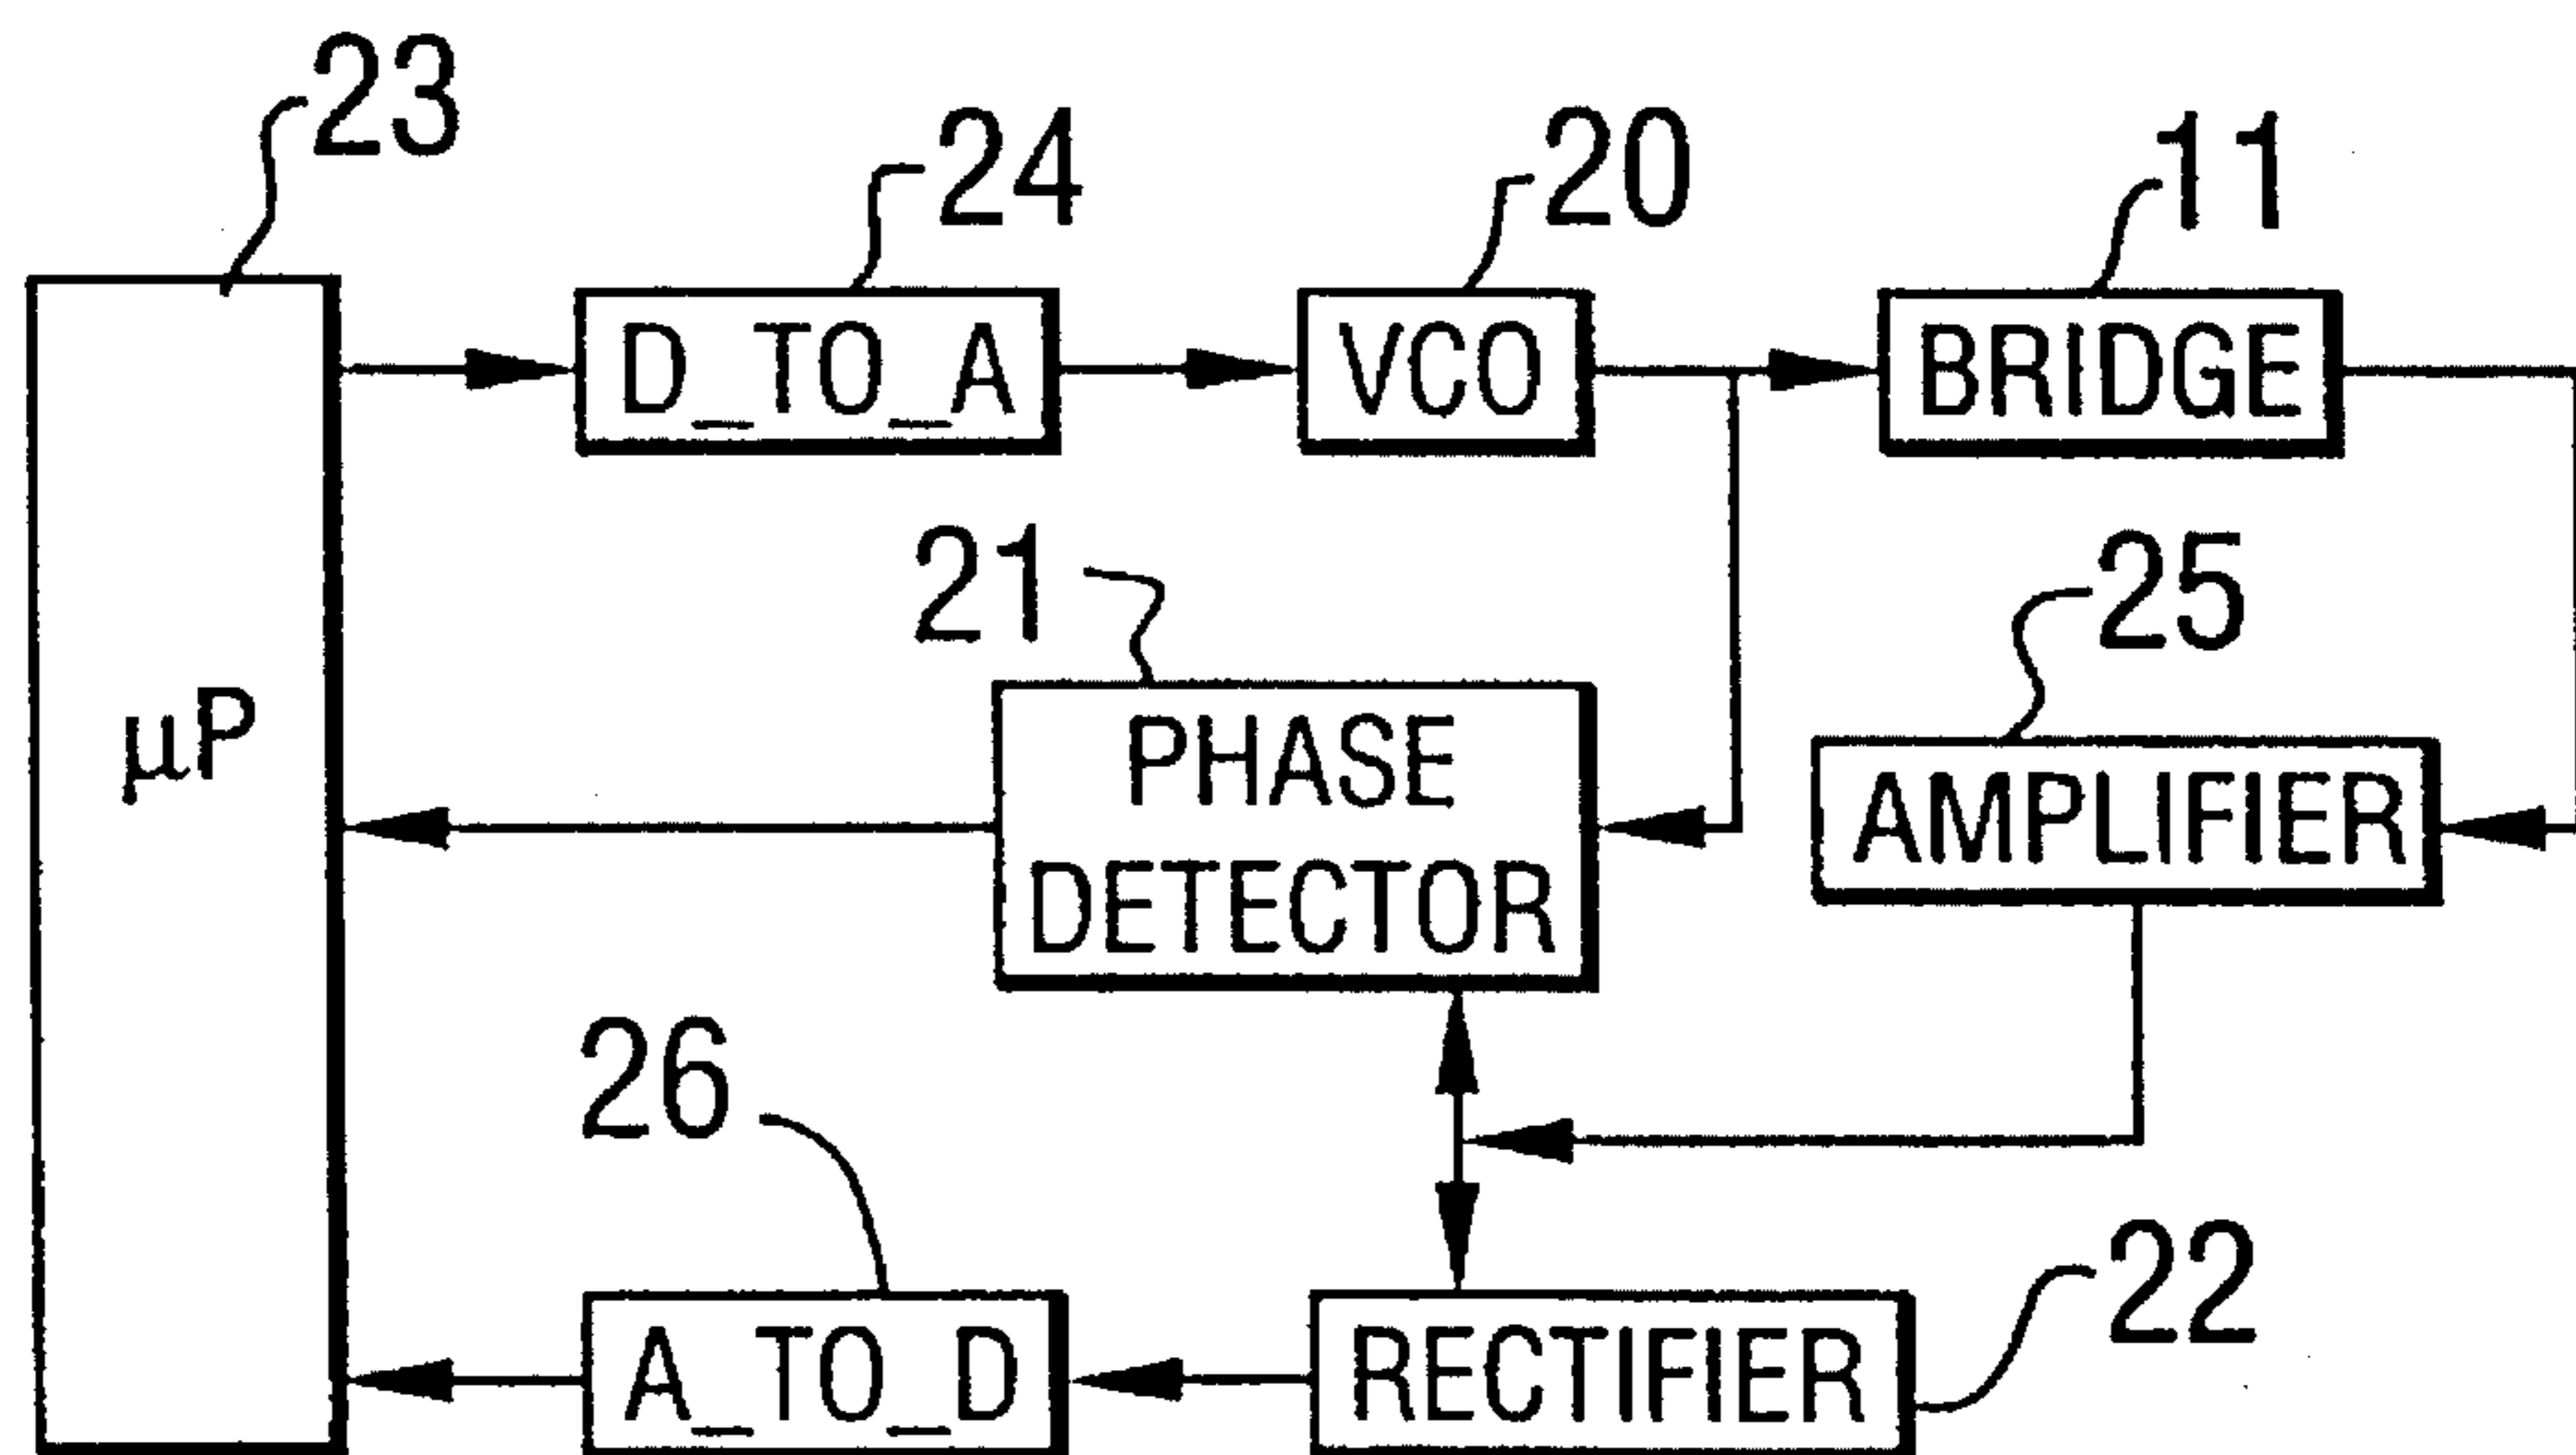 23
24
20
11
D_TO_A
VCO
BRIDGE
21
25
µP
PHASE
DETECTOR
AMPLIFIER
26
22
A_TO_D
RECTIFIER